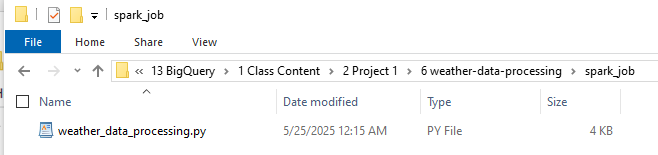 spark_job
File Home Share View
« 13 BigQuery > 1 Class Content > 2 Project 1 > 6 weather-data-processing > spark_job
Name Date modified Type Size
weather_data_processing.py 5/25/2025 12:15 AM PY File 4 KB